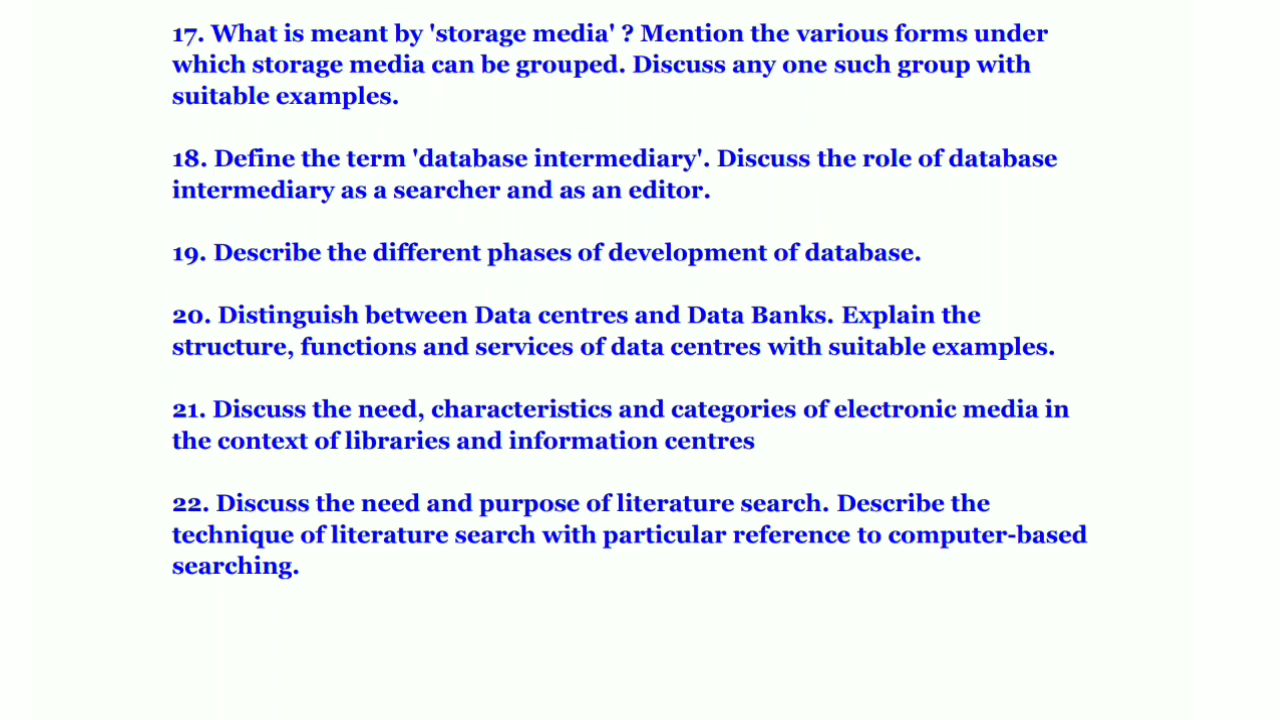 17. What is meant by 'storage media' ? Mention the various forms under
which storage media can be grouped. Discuss any one such group with
suitable examples.
18. Define the term 'database intermediary'. Discuss the role of database
intermediary as a searcher and as an editor.
19. Describe the different phases of development of database.
20. Distinguish between Data centres and Data Banks. Explain the
structure, functions and services of data centres with suitable examples.
21. Discuss the need, characteristics and categories of electronic media in
the context of libraries and information centres
22. Discuss the need and purpose of literature search. Describe the
technique of literature search with particular reference to computer-based
searching.